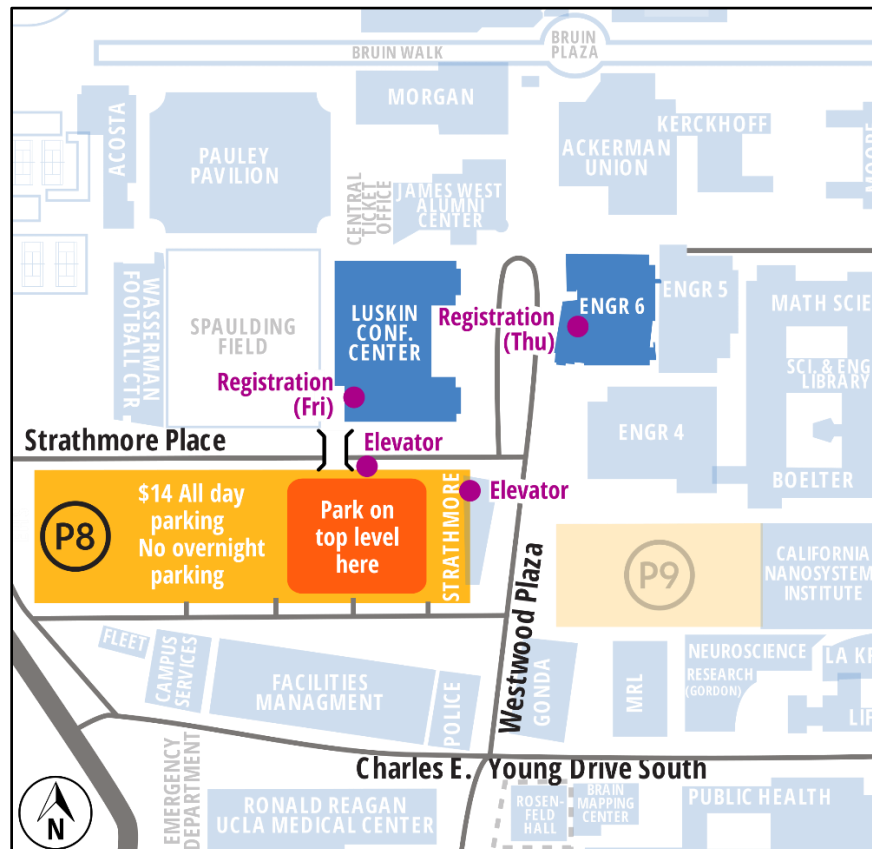 BRUIN WALK
BRUIN
PLAZA
MORGAN
ACOSTA
PAULEY
PAVILION
CENTRAL
TICKET
OFFICE
JAMES WEST
ALUMNI
CENTER
ACKERMAN
UNION
KERCKHOFF
MOORE
WASSERMAN
FOOTBALL CTR
SPAULDING
FIELD
LUSKIN
CONF.
CENTER
Registration
(Thu)
ENGR 6
ENGR 5
MATH SCIE
SCI. & ENG
LIBRARY
Registration
(Fri)
ENGR 4
BOELTER
Strathmore Place
Elevator
Elevator
P8
$14 All day
parking
No overnight
parking
Park on
top level
here
STRATHMORE
Westwood Plaza
P9
CALIFORNIA
NANOSYSTEM
INSTITUTE
FLEET
CAMPUS
SERVICES
FACILITIES
MANAGMENT
POLICE
GONDA
MRL
NEUROSCIENCE
RESEARCH
(GORDON)
LA KR
LIF
EMERGENCY
DEPARTMENT
Charles E. Young Drive South
N
RONALD REAGAN
UCLA MEDICAL CENTER
ROSEN-
FELD
HALL
BRAIN
MAPPING
CENTER
PUBLIC HEALTH